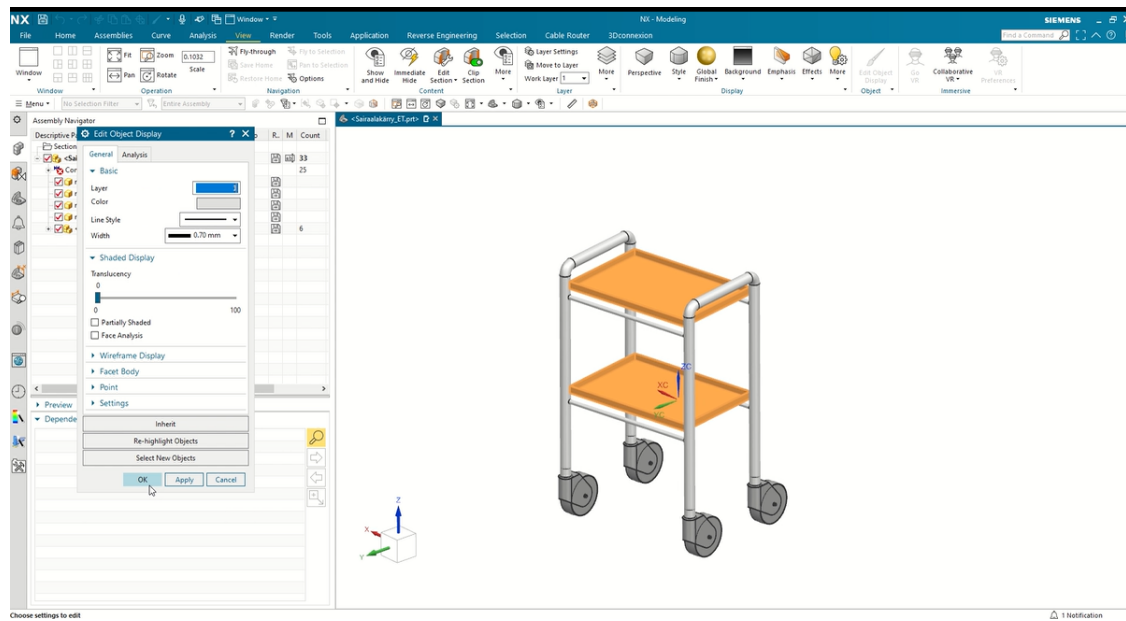 NX Window NX - Modeling SIEMENS
File Home Assemblies Curve Analysis View Render Tools Application Reverse Engineering Selection Cable Router 3Dconnexion Find a Command
Window
Fit Zoom 0.1032
Pan Rotate Scale
Fly-through Fly to Selection
Save Home Pan to Selection
Restore Home Options
Show and Hide Immediate Hide Edit Section Clip Section More
Layer Settings
Move to Layer
Work Layer 1
More Perspective Style Global Finish Background Emphasis Effects More Edit Object Display Go VR Collaborative VR VR Preferences
Window Operation Navigation Content Layer Display Object Immersive
Menu No Selection Filter Entire Assembly
Assembly Navigator <Sairaalakärry_ET.prt>
Descriptive R.. M Count
Section
<Sai 33
Cor 25
6
Edit Object Display ? X
General Analysis
Basic
Layer
Color
Line Style
Width 0.70 mm
Shaded Display
Translucency
0
0 100
Partially Shaded
Face Analysis
Wireframe Display
Facet Body
Point
Settings
Inherit
Re-highlight Objects
Select New Objects
OK Apply Cancel
Preview
Depende
ZC
XC
Z
X
Y
Choose settings to edit 1 Notification